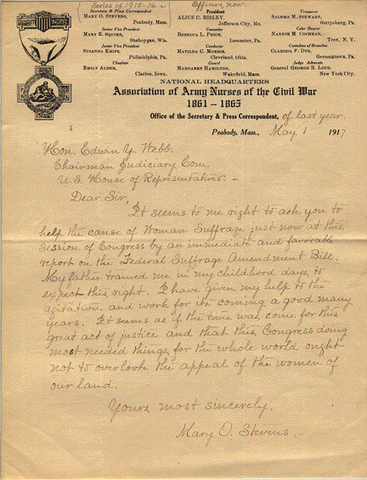 (Series of 1915-16 -
Officers now.
Secretary & Press Correspondent
MARY O. STEVENS,
Peabody, Mass.
Senior Vice President
MARY E. SQUIRE,
Sheboygan, Wis.
Junior Vice President
SUSANNA KRIPS,
Philadelphia, Pa.
Chaplain
EMILY ALDER,
Clarion, Iowa.
President
ALICE C. RISLEY,
Jefferson City, Mo.
Counselor
REBECCA L. PRICE,
Lancaster, Pa.
Conductor
MATILDA C. MORRIS,
Cleveland, Ohio.
Guard
MARGARET HAMILTON,
Wakefield, Mass.
Treasurer
SALOME M. STEWART,
Gettysburg, Pa.
Color Bearer
NANNIE M. COCHRAN,
Troy, N. Y.
Custodian of Branches
CLARISSA F. DYE,
Germantown, Pa.
Judge Advocate
GENERAL GEORGE B. LOUD,
New York City.
NATIONAL HEADQUARTERS
Association of Army Nurses of the Civil War
1861 — 1865
Office of the Secretary & Press Correspondent, of last year.
Peabody, Mass., May 1 1917
Hon. Edwin Y. Webb.
Chairman Judiciary Com.
U. S. House of Representatives: -
Dear Sir,
It seems to me right to ask you to
help the cause of Woman Suffrage just now at this
session of Congress by an immediate and favorable
report on the Federal Suffrage Amendment Bill.
My father trained me in my childhood days, to
expect this right. I have given my help to the
agitation, and work for its coming a good many
years. It seems as if the time was come for this
great act of justice and that this Congress doing
most needed things for the whole world ought
not to overlook the appeal of the women of
our land.
Yours most sincerely,
Mary O. Stevens.